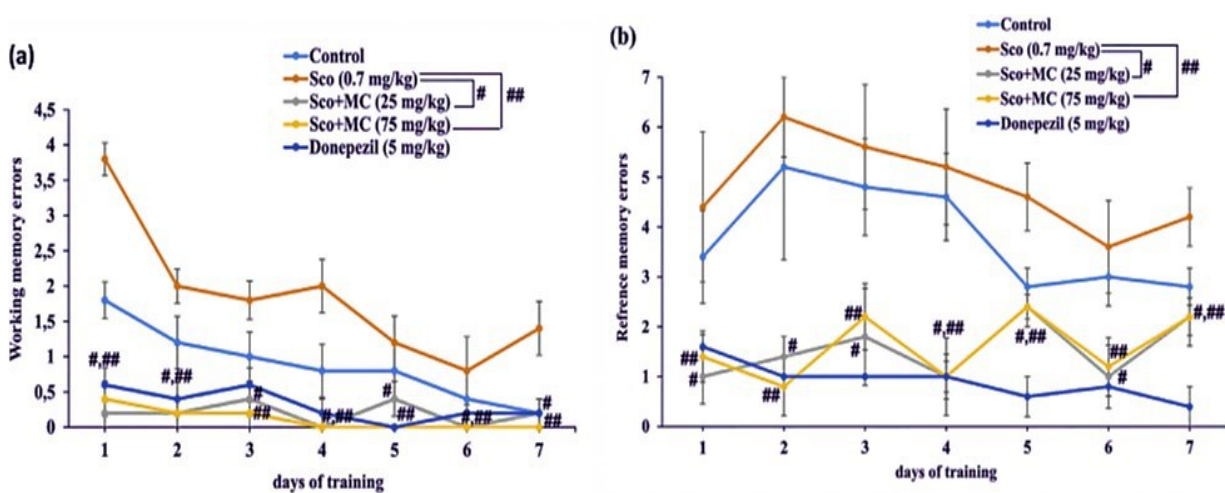 (a)
Control
Sco (0.7 mg/kg)
Sco+MC (25 mg/kg)
Sco+MC (75 mg/kg)
Donepezil (5 mg/kg)
#
##
Working memory errors
4,5
4
3,5
3
2,5
2
1,5
1
0,5
0
#,##
#,##
#
##
#,##
#
##
#,##
#
##
1 2 3 4 5 6 7
days of training
(b)
Control
Sco (0.7 mg/kg)
Sco+MC (25 mg/kg)
Sco+MC (75 mg/kg)
Donepezil (5 mg/kg)
#
##
Refrence memory errors
7
6
5
4
3
2
1
0
##
#
#
##
##
#
#,##
#,##
##
#
#,##
1 2 3 4 5 6 7
days of training